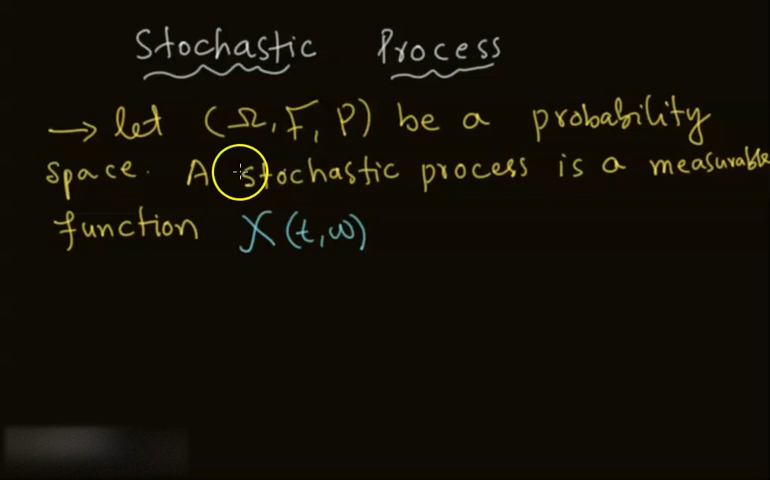 Stochastic Process
→ let (Ω, F, P) be a probability
space. A stochastic process is a measurable
function X(t,ω)